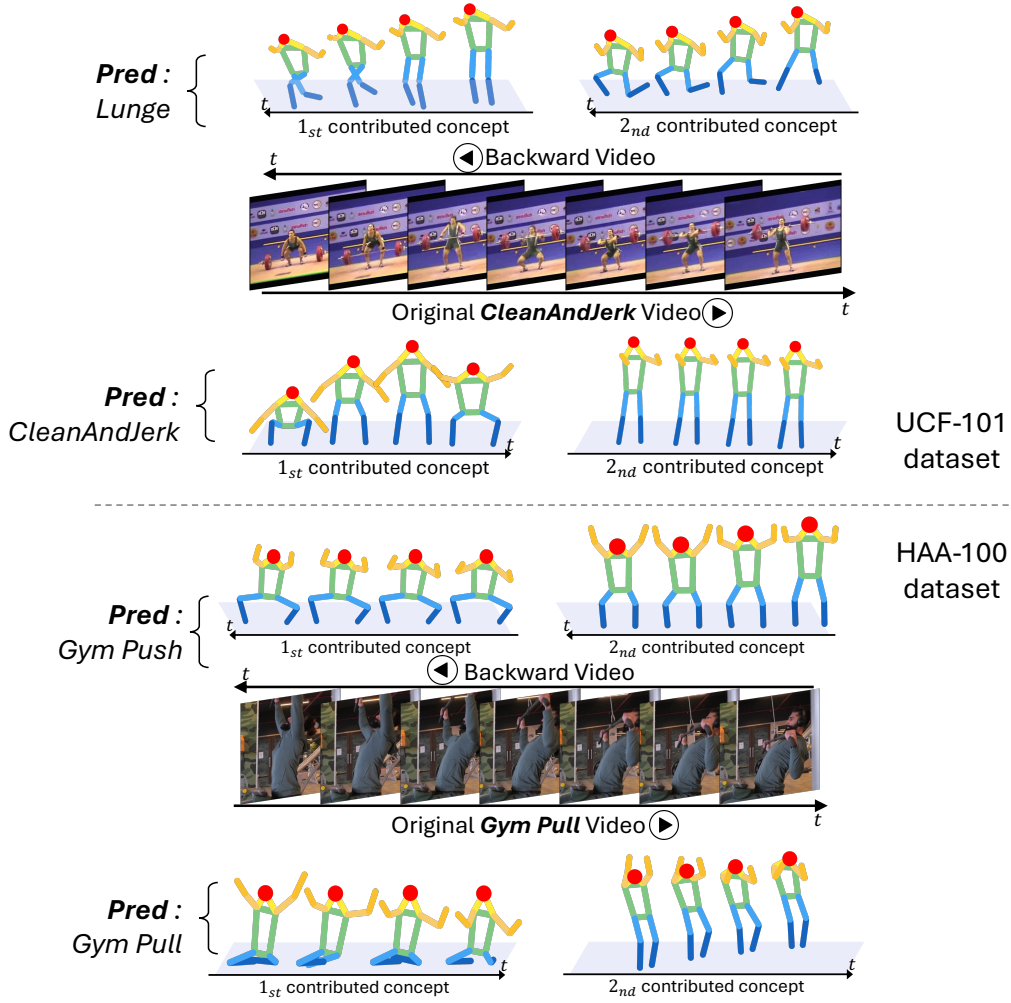 Pred :
Lunge
t
1st contributed concept
t
2nd contributed concept
t
Backward Video
Original CleanAndJerk Video
t
Pred :
CleanAndJerk
t
1st contributed concept
t
2nd contributed concept
UCF-101
dataset
HAA-100
dataset
Pred :
Gym Push
t
1st contributed concept
t
2nd contributed concept
t
Backward Video
Original Gym Pull Video
t
Pred :
Gym Pull
t
1st contributed concept
t
2nd contributed concept